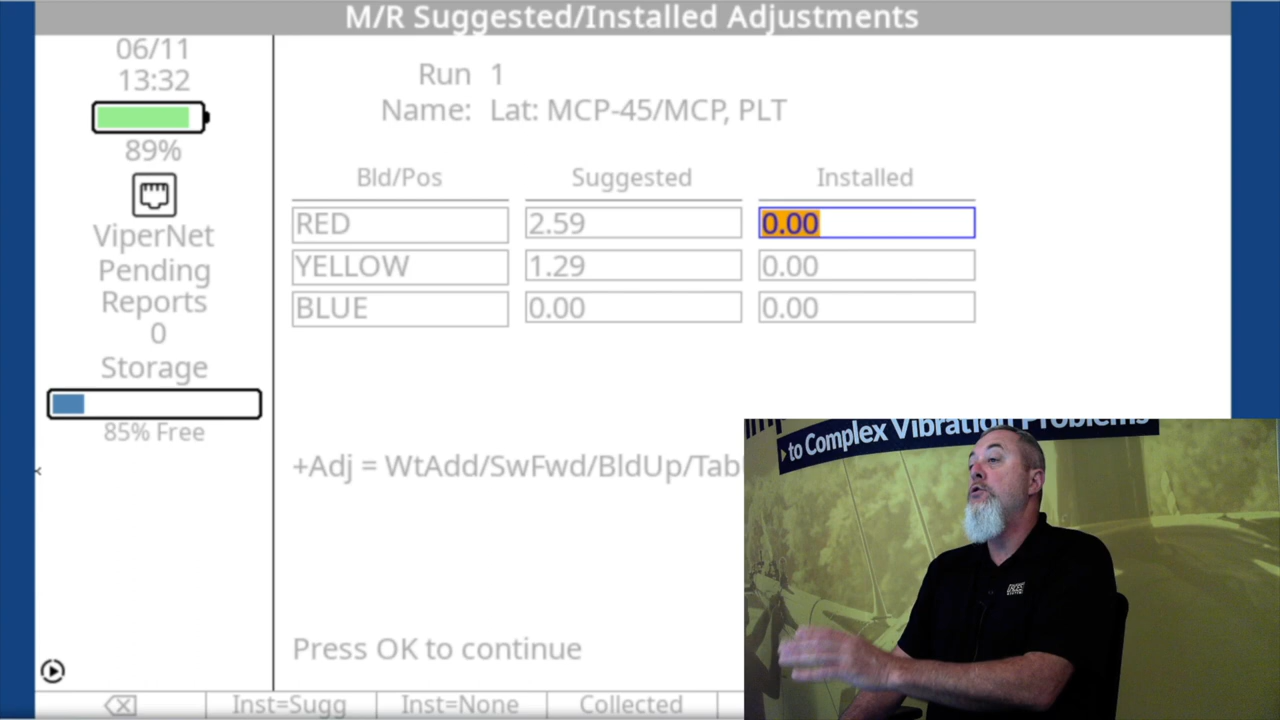 M/R Suggested/Installed Adjustments
06/11
13:32
89%
ViperNet
Pending
Reports
0
Storage
85% Free
Run 1
Name: Lat: MCP-45/MCP, PLT
Bld/Pos Suggested Installed
RED 2.59 0.00
YELLOW 1.29 0.00
BLUE 0.00 0.00
+Adj = WtAdd/SwFwd/BldUp/Tab
Press OK to continue
Inst=Sugg Inst=None Collected
to Complex Vibration Problems